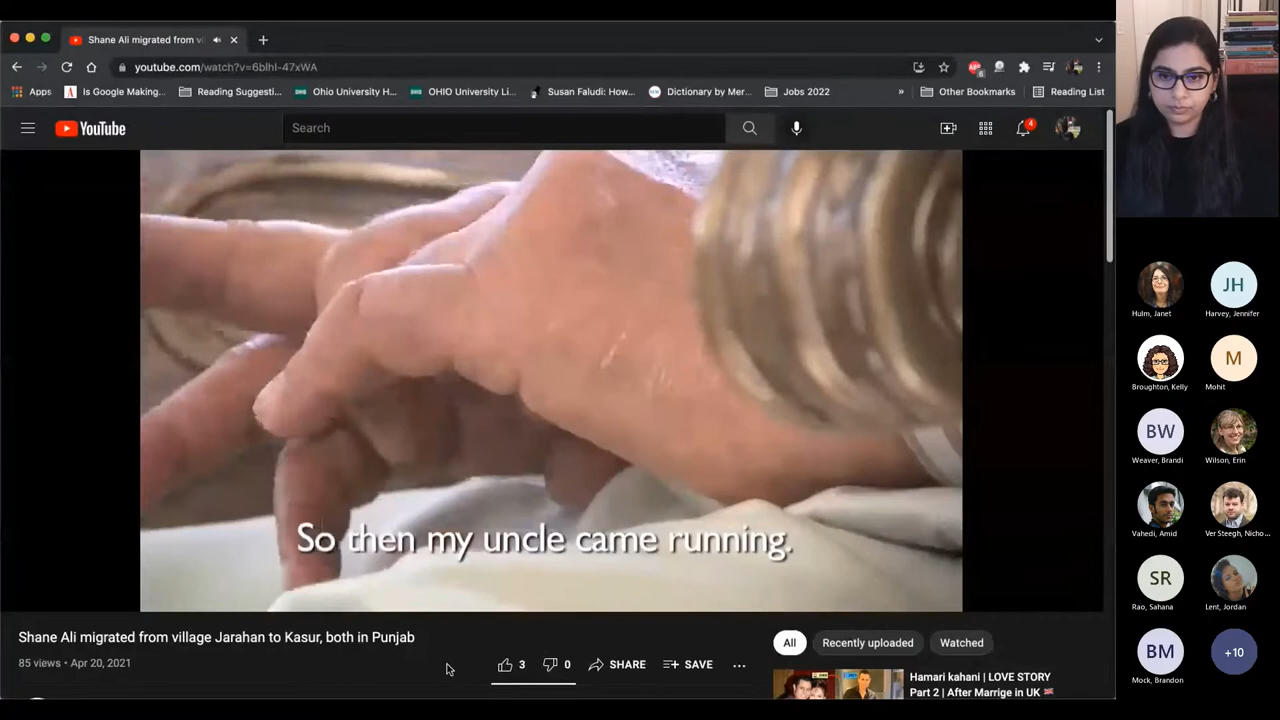 Shane Ali migrated from vi
youtube.com/watch?v=6blhI-47xWA
6
Apps
Is Google Making...
Reading Suggesti...
Ohio University H...
OHIO University Li...
Susan Faludi: How...
Dictionary by Mer...
Jobs 2022
»
Other Bookmarks
Reading List
YouTube
Search
4
So then my uncle came running.
Shane Ali migrated from village Jarahan to Kasur, both in Punjab
85 views • Apr 20, 2021
3
0
SHARE
SAVE
All
Recently uploaded
Watched
Hamari kahani | LOVE STORY
Part 2 | After Marrige in UK
Hulm, Janet
JH
Harvey, Jennifer
Broughton, Kelly
M
Mohit
BW
Weaver, Brandi
Wilson, Erin
Vahedi, Amid
Ver Steegh, Nicho...
SR
Rao, Sahana
Lent, Jordan
BM
Mock, Brandon
+10